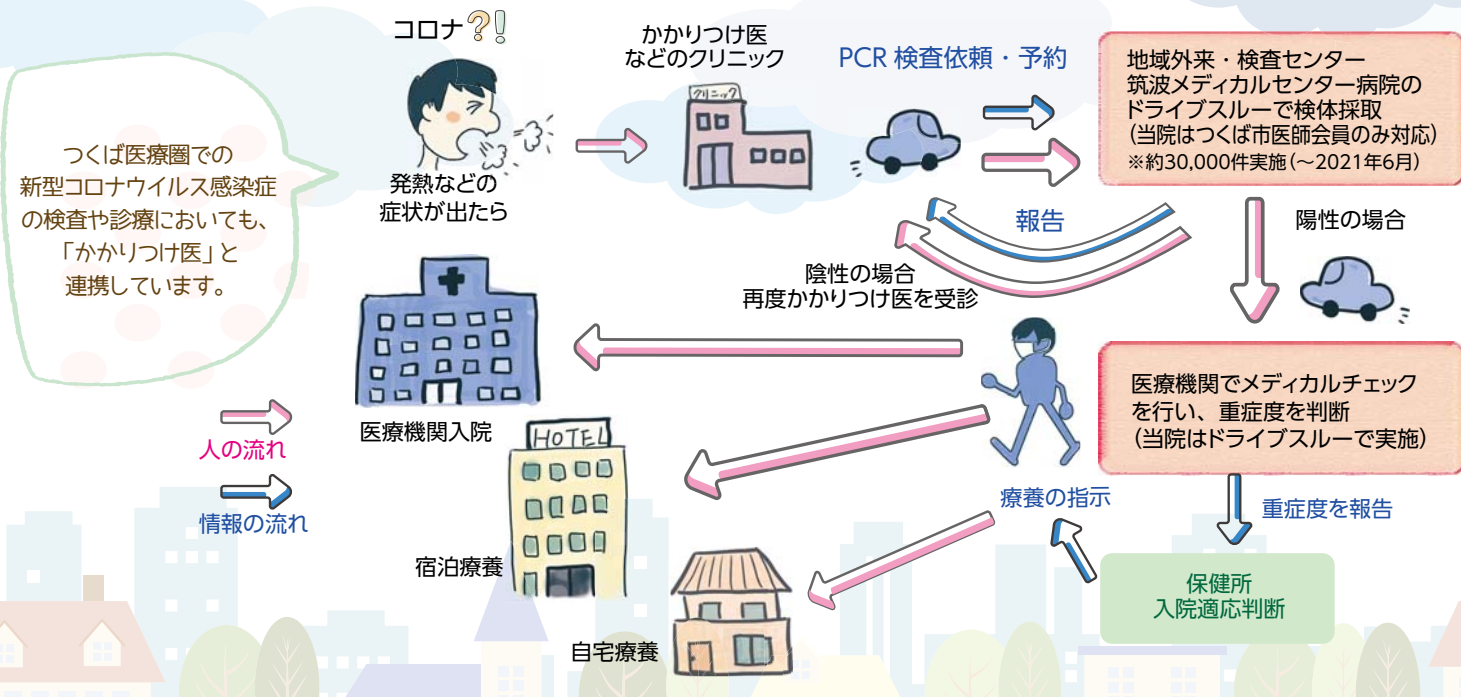 コロナ?!
かかりつけ医
などのクリニック
クリニック
PCR 検査依頼・予約
地域外来・検査センター
筑波メディカルセンター病院の
ドライブスルーで検体採取
(当院はつくば市医師会員のみ対応)
※約30,000件実施(～2021年6月)
つくば医療圏での
新型コロナウイルス感染症
の検査や診療においても、
「かかりつけ医」と
連携しています。
発熱などの
症状が出たら
報告
陽性の場合
陰性の場合
再度かかりつけ医を受診
医療機関でメディカルチェック
を行い、重症度を判断
(当院はドライブスルーで実施)
医療機関入院
HOTEL
人の流れ
情報の流れ
療養の指示
重症度を報告
宿泊療養
保健所
入院適応判断
自宅療養